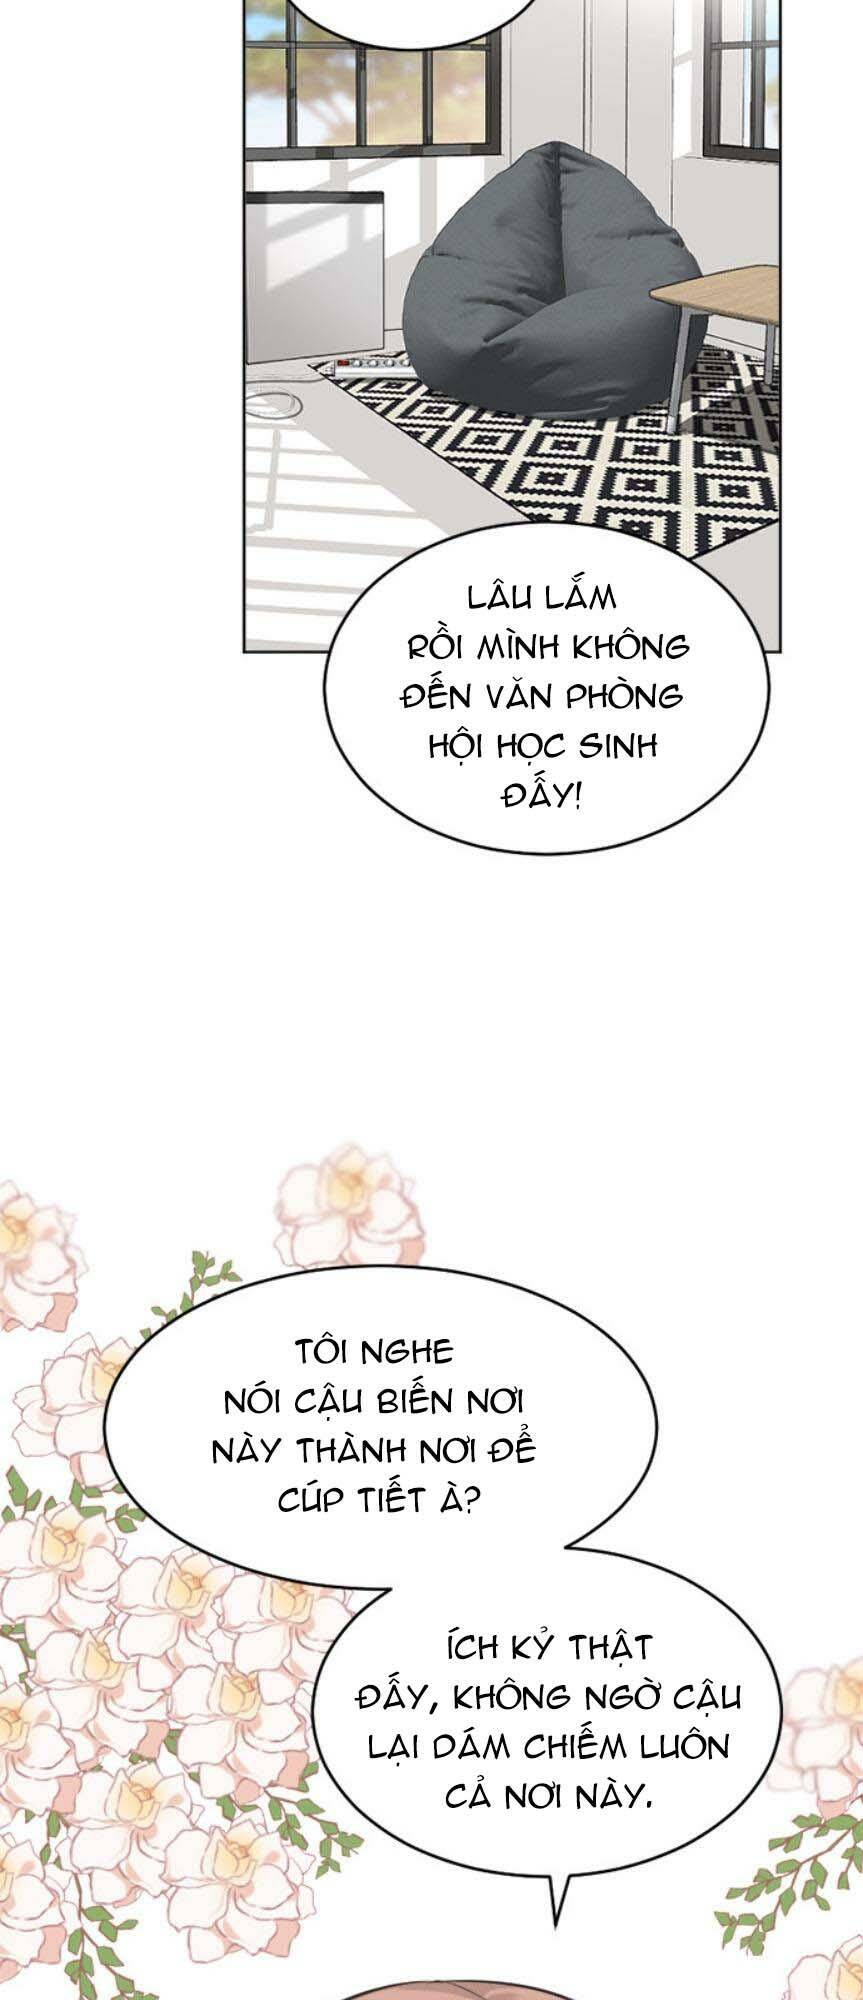 LÂU LẮM
RỒI MÌNH KHÔNG
ĐẾN VĂN PHÒNG
HỘI HỌC SINH
ĐẤY!
TÔI NGHE
NÓI CẬU BIẾN NƠI
NÀY THÀNH NƠI ĐỂ
CÚP TIẾT À?
ÍCH KỶ THẬT
ĐẤY, KHÔNG NGỜ CẬU
LẠI DÁM CHIẾM LUÔN
CẢ NƠI NÀY.